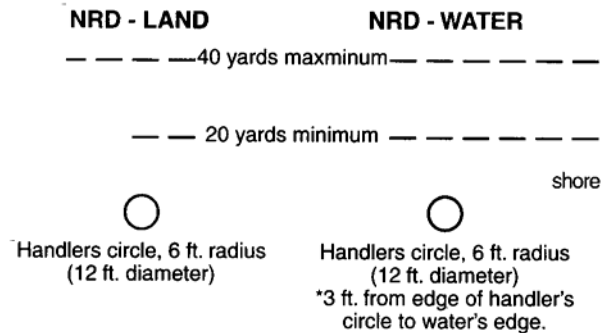 NRD - LAND NRD - WATER
40 yards maxminum
20 yards minimum
shore
Handlers circle, 6 ft. radius
(12 ft. diameter)
Handlers circle, 6 ft. radius
(12 ft. diameter)
*3 ft. from edge of handler's
circle to water's edge.